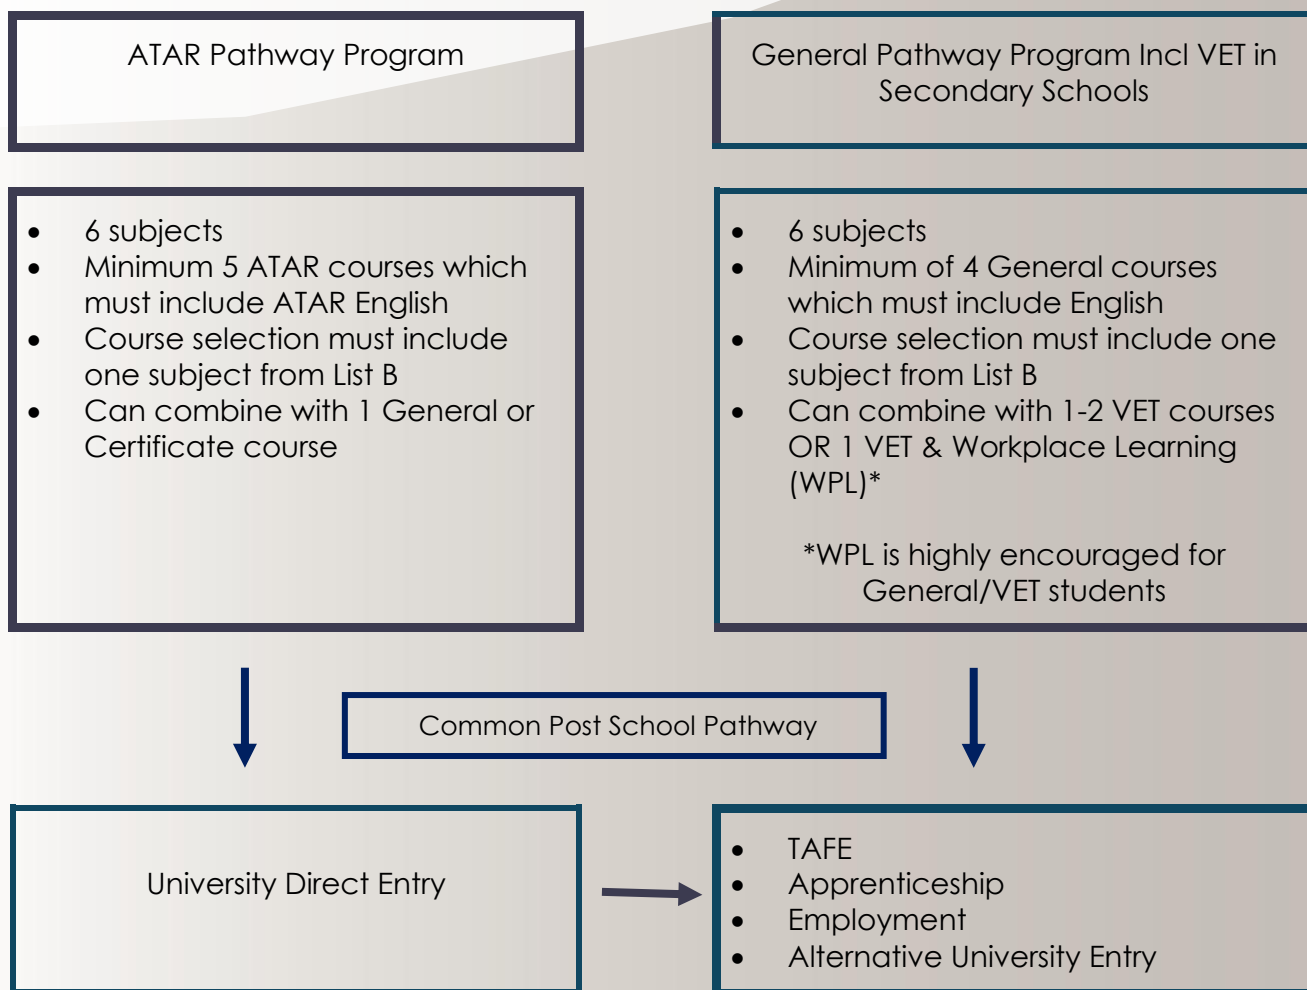 ATAR Pathway Program
General Pathway Program Incl VET in
Secondary Schools
• 6 subjects
• Minimum 5 ATAR courses which
must include ATAR English
• Course selection must include
one subject from List B
• Can combine with 1 General or
Certificate course
• 6 subjects
• Minimum of 4 General courses
which must include English
• Course selection must include one
subject from List B
• Can combine with 1-2 VET courses
OR 1 VET & Workplace Learning
(WPL)*
*WPL is highly encouraged for
General/VET students
Common Post School Pathway
University Direct Entry
• TAFE
• Apprenticeship
• Employment
• Alternative University Entry